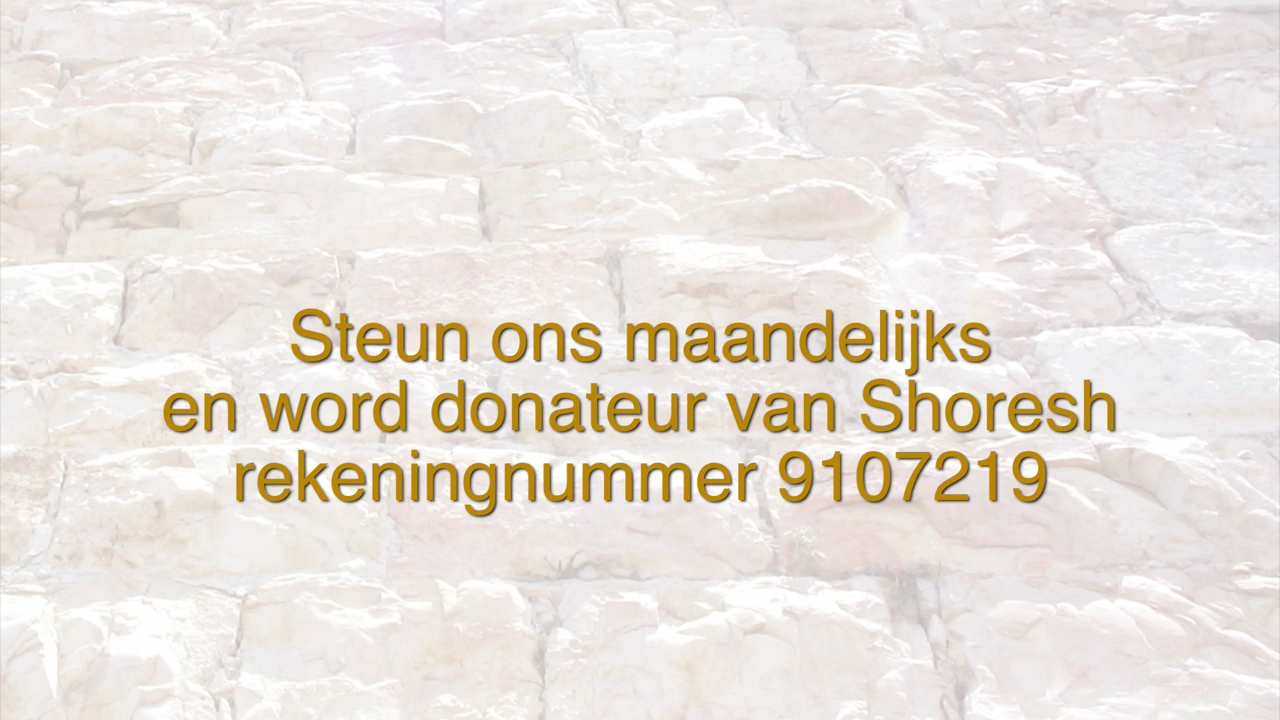 Steun ons maandelijks
en word donateur van Shoresh
rekeningnummer 9107219